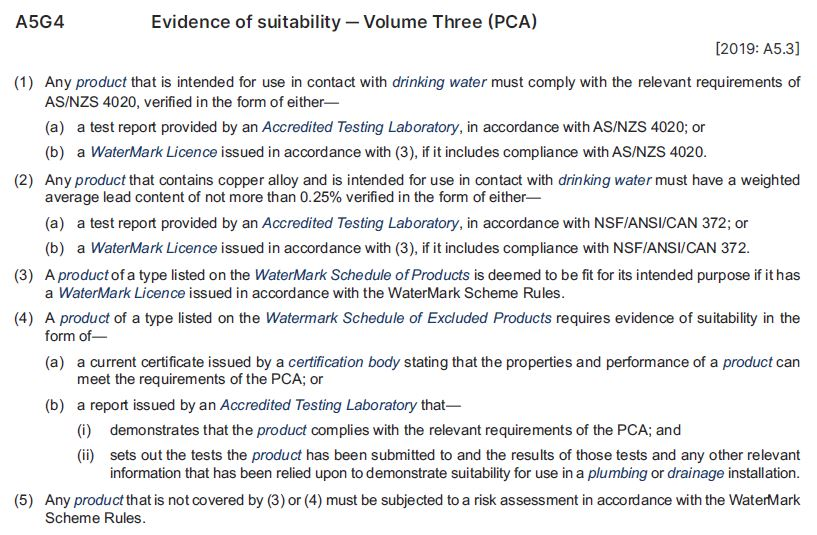 A5G4 Evidence of suitability — Volume Three (PCA)
[2019: A5.3]
(1) Any product that is intended for use in contact with drinking water must comply with the relevant requirements of
AS/NZS 4020, verified in the form of either—
(a) a test report provided by an Accredited Testing Laboratory, in accordance with AS/NZS 4020; or
(b) a WaterMark Licence issued in accordance with (3), if it includes compliance with AS/NZS 4020.
(2) Any product that contains copper alloy and is intended for use in contact with drinking water must have a weighted
average lead content of not more than 0.25% verified in the form of either—
(a) a test report provided by an Accredited Testing Laboratory, in accordance with NSF/ANSI/CAN 372; or
(b) a WaterMark Licence issued in accordance with (3), if it includes compliance with NSF/ANSI/CAN 372.
(3) A product of a type listed on the WaterMark Schedule of Products is deemed to be fit for its intended purpose if it has
a WaterMark Licence issued in accordance with the WaterMark Scheme Rules.
(4) A product of a type listed on the Watermark Schedule of Excluded Products requires evidence of suitability in the
form of—
(a) a current certificate issued by a certification body stating that the properties and performance of a product can
meet the requirements of the PCA; or
(b) a report issued by an Accredited Testing Laboratory that—
(i) demonstrates that the product complies with the relevant requirements of the PCA; and
(ii) sets out the tests the product has been submitted to and the results of those tests and any other relevant
information that has been relied upon to demonstrate suitability for use in a plumbing or drainage installation.
(5) Any product that is not covered by (3) or (4) must be subjected to a risk assessment in accordance with the WaterMark
Scheme Rules.